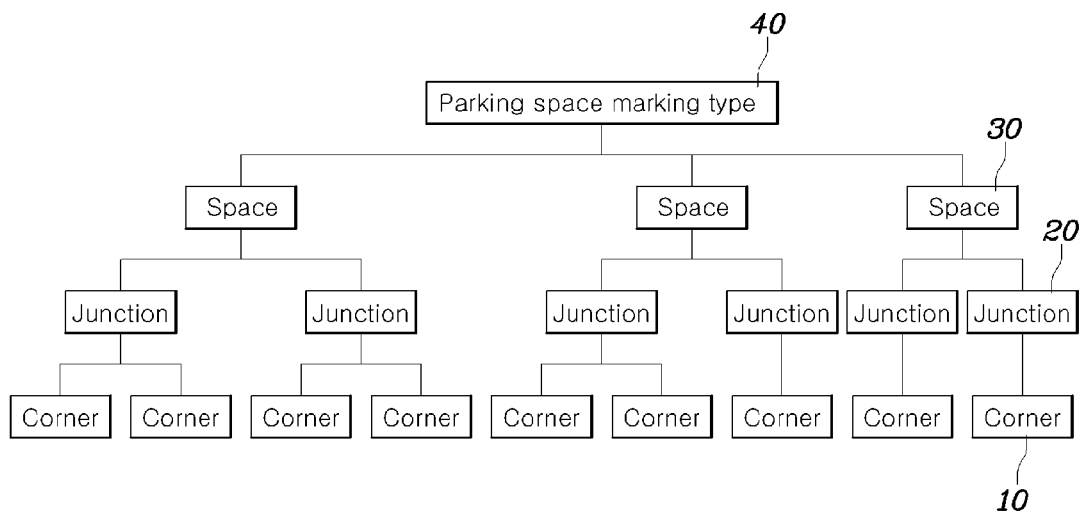 40
Parking space marking type
30
Space Space Space
20
Junction Junction Junction Junction Junction Junction
Corner Corner Corner Corner Corner Corner Corner Corner Corner
10